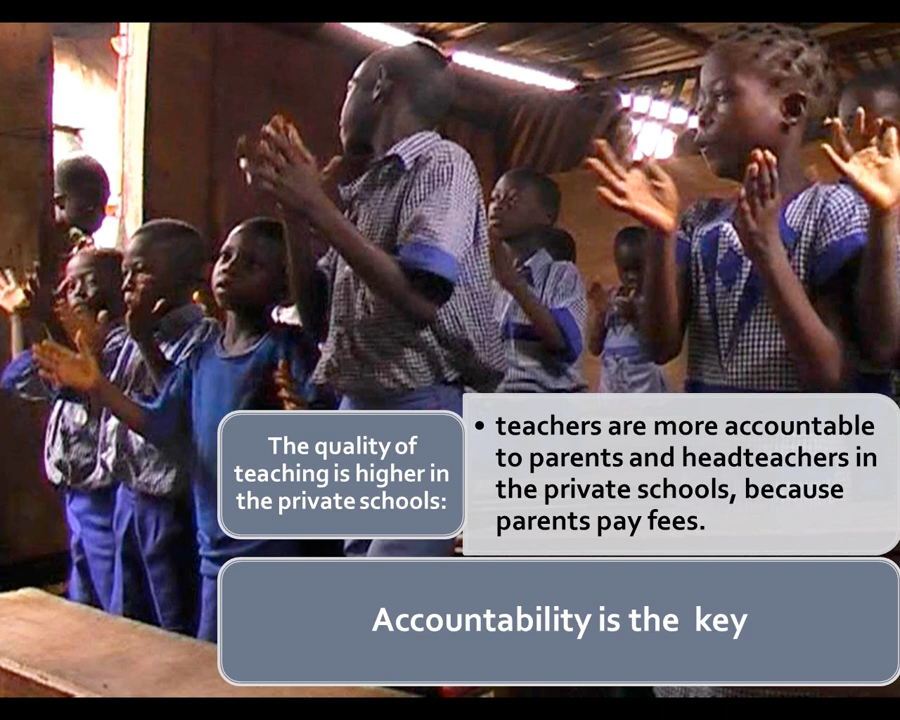 The quality of
teaching is higher in
the private schools:
• teachers are more accountable
to parents and headteachers in
the private schools, because
parents pay fees.
Accountability is the  key